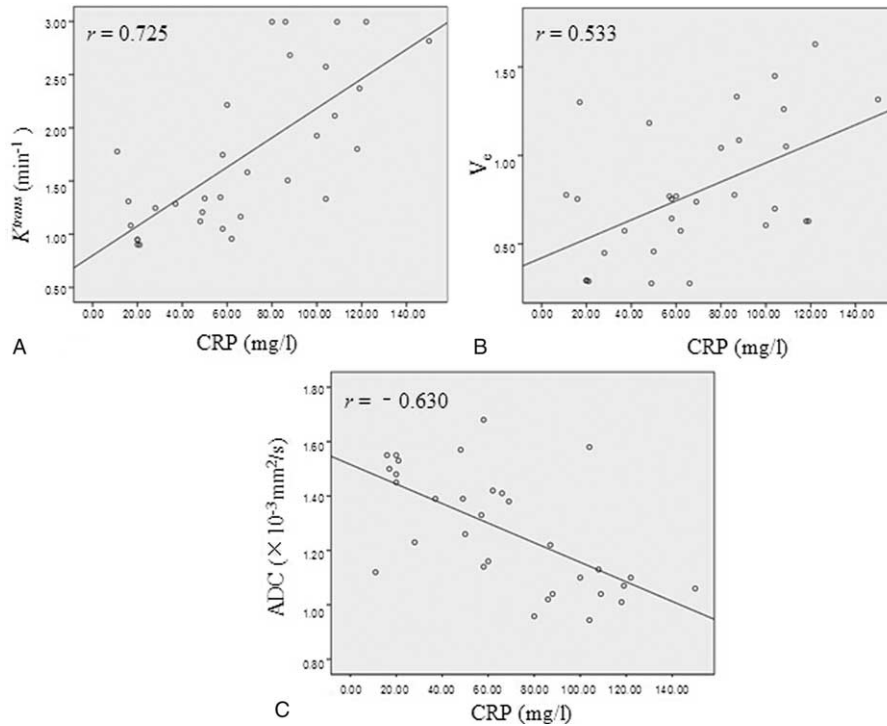 r = 0.725
3.00
2.50
2.00
1.50
1.00
0.50
Kᵗʳᵃⁿˢ (min⁻¹)
0.00 20.00 40.00 60.00 80.00 100.00 120.00 140.00
A
CRP (mg/l)
r = 0.533
1.50
1.00
0.50
Vₑ
0.00 20.00 40.00 60.00 80.00 100.00 120.00 140.00
B
CRP (mg/l)
r = - 0.630
1.80
1.60
1.40
1.20
1.00
0.80
ADC (×10⁻³mm²/s)
0.00 20.00 40.00 60.00 80.00 100.00 120.00 140.00
C
CRP (mg/l)